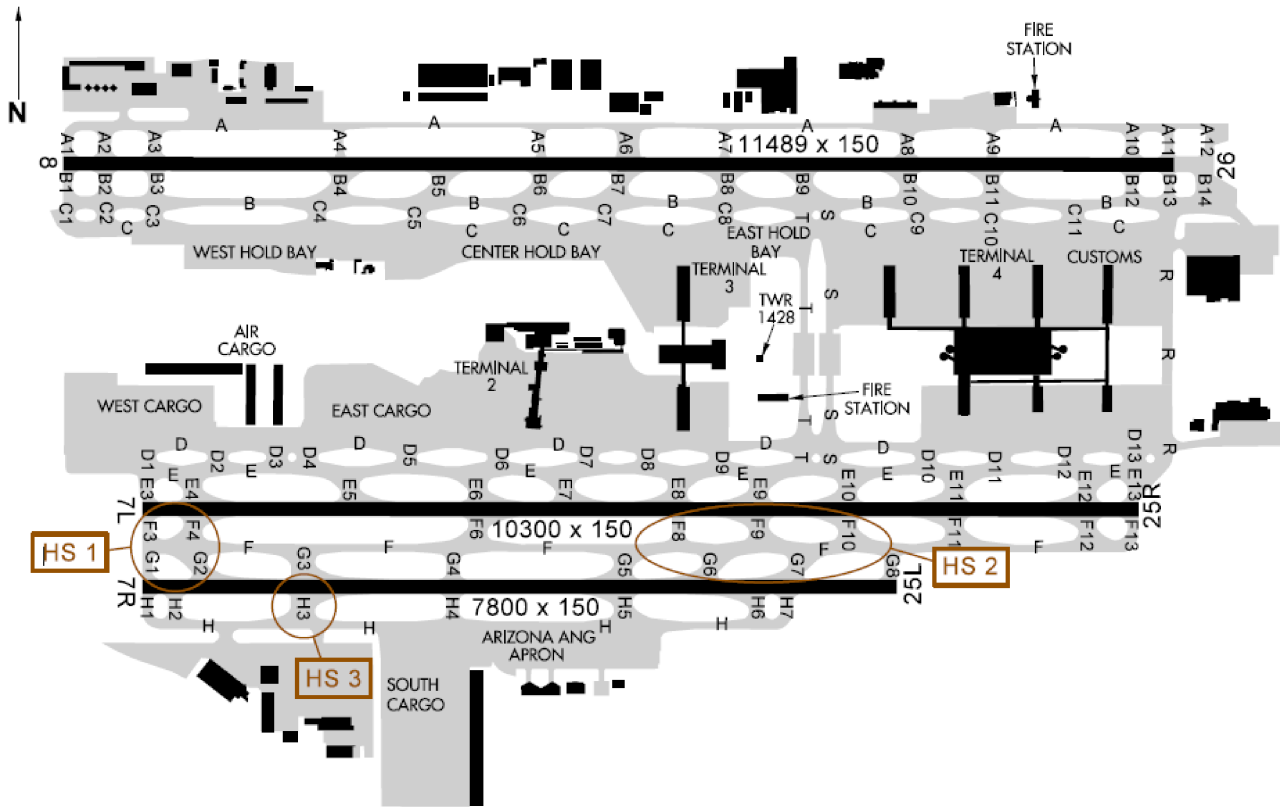 FIRE
STATION
N
A
A
A
A
A1
A2
A3
A4
A5
A6
A7
A8
A9
A10
A11
A12
11489 x 150
8
26
B1
B2
B3
B4
B5
B6
B7
B8
B9
B10
B11
B12
B13
B14
B
B
B
B
B
C1
C2
C3
C4
C5
C6
C7
C8
T
S
C9
C10
C11
C
C
C
C
C
C
WEST HOLD BAY
CENTER HOLD BAY
EAST HOLD
BAY
TERMINAL
3
TERMINAL
4
CUSTOMS
R
T
S
TWR
1428
S
AIR
CARGO
TERMINAL
2
R
FIRE
STATION
WEST CARGO
EAST CARGO
T
S
R
D
D
D
D
D
D1
D2
D3
D4
D5
D6
D7
D8
D9
T
S
D10
D11
D12
D13
E
E
E
E
E
E
E3
E4
E5
E6
E7
E8
E9
E10
E11
E12
E13
7L
25R
10300 x 150
F3
F4
F6
F8
F9
F10
F11
F12
F13
F
F
F
F
F
HS 1
HS 2
G1
G2
G3
G4
G5
G6
G7
G8
7R
25L
7800 x 150
H1
H2
H3
H4
H5
H6
H7
H
H
H
H
ARIZONA ANG
APRON
HS 3
SOUTH
CARGO